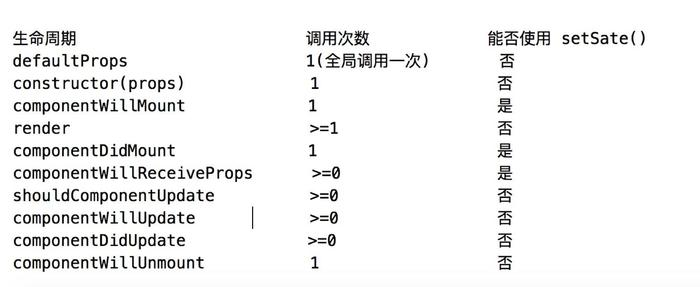 生命周期 调用次数 能否使用 setSate()
defaultProps 1(全局调用一次) 否
constructor(props) 1 否
componentWillMount 1 是
render >=1 否
componentDidMount 1 是
componentWillReceiveProps >=0 是
shouldComponentUpdate >=0 否
componentWillUpdate >=0 否
componentDidUpdate >=0 否
componentWillUnmount 1 否